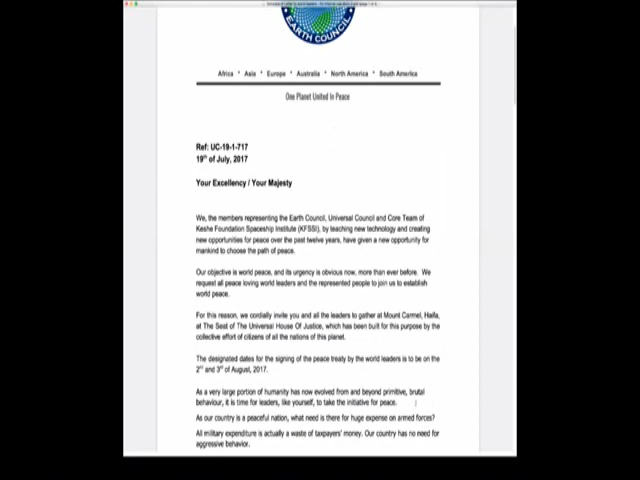 EARTH COUNCIL
Africa * Asia * Europe * Australia * North America * South America
One Planet United in Peace
Ref: UC-19-1-717
19th of July, 2017
Your Excellency / Your Majesty
We, the members representing the Earth Council, Universal Council and Core Team of
Keshe Foundation Spaceship Institute (KFSSI), by teaching new technology and creating
new opportunities for peace over the past twelve years, have given a new opportunity for
mankind to choose the path of peace.
Our objective is world peace, and its urgency is obvious now, more than ever before. We
request all peace loving world leaders and the represented people to join us to establish
world peace.
For this reason, we cordially invite you and all the leaders to gather at Mount Carmel, Haifa,
at The Seat of The Universal House Of Justice, which has been built for this purpose by the
collective effort of citizens of all the nations of this planet.
The designated dates for the signing of the peace treaty by the world leaders is to be on the
2nd and 3rd of August, 2017.
As a very large portion of humanity has now evolved from and beyond primitive, brutal
behaviour, it is time for leaders, like yourself, to take the initiative for peace.
As our country is a peaceful nation, what need is there for huge expense on armed forces?
All military expenditure is actually a waste of taxpayers' money. Our country has no need for
aggressive behavior.